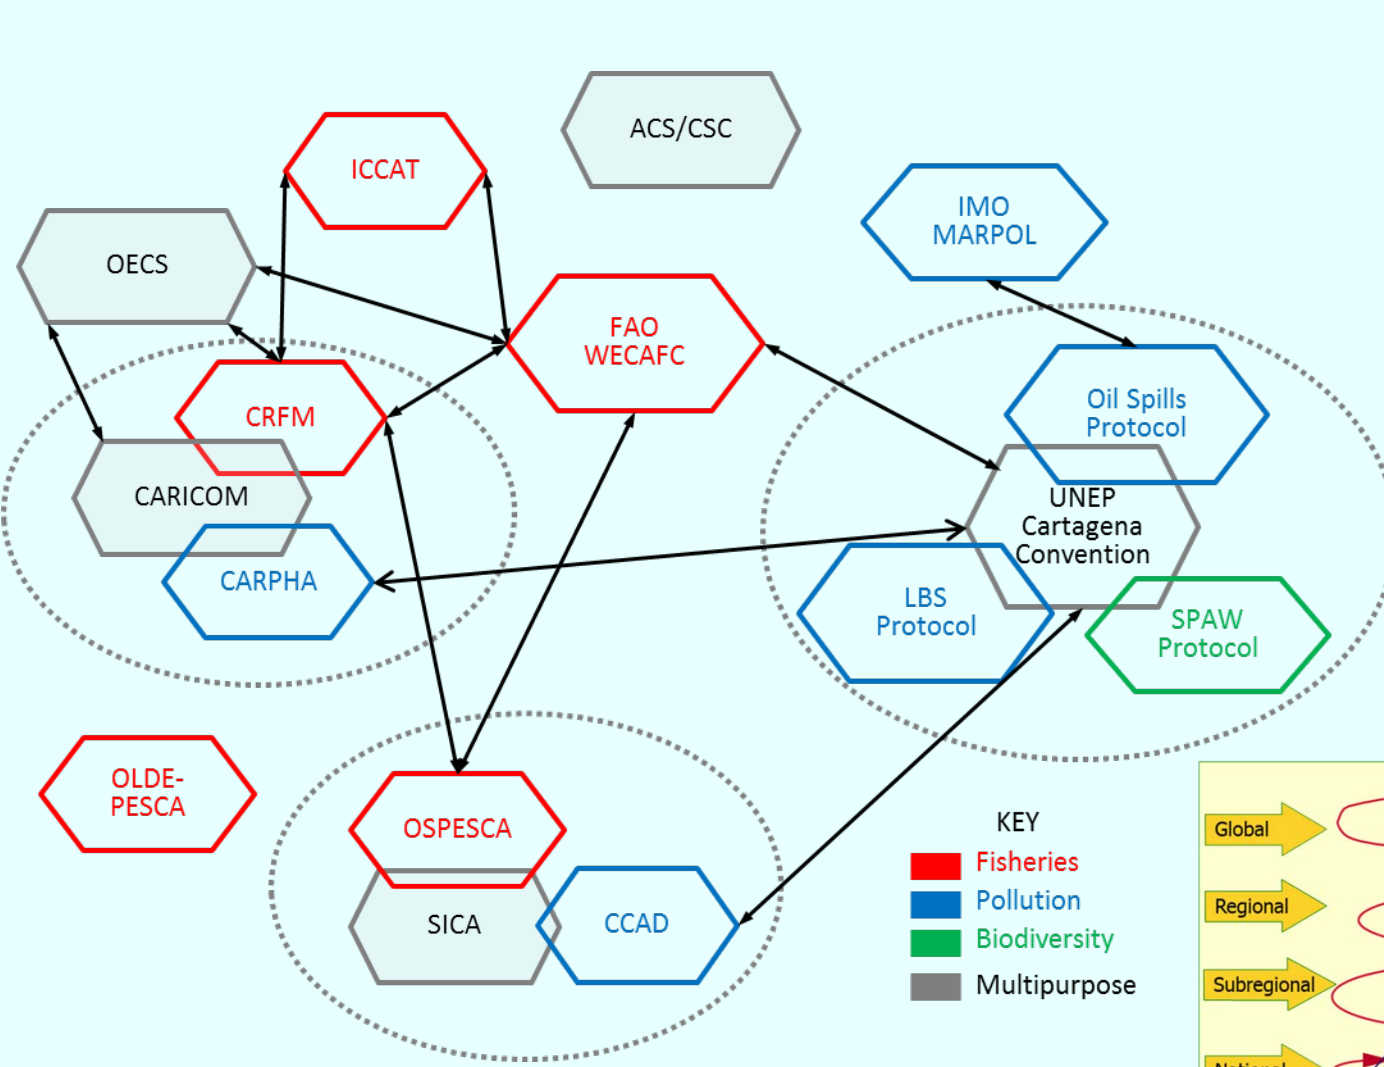 ACS/CSC
ICCAT
IMO
MARPOL
OECS
FAO
WECAFC
CRFM
Oil Spills
Protocol
CARICOM
UNEP
Cartagena
Convention
CARPHA
LBS
Protocol
SPAW
Protocol
OLDE-
PESCA
OSPESCA
SICA
CCAD
KEY
Fisheries
Pollution
Biodiversity
Multipurpose
Global
Regional
Subregional